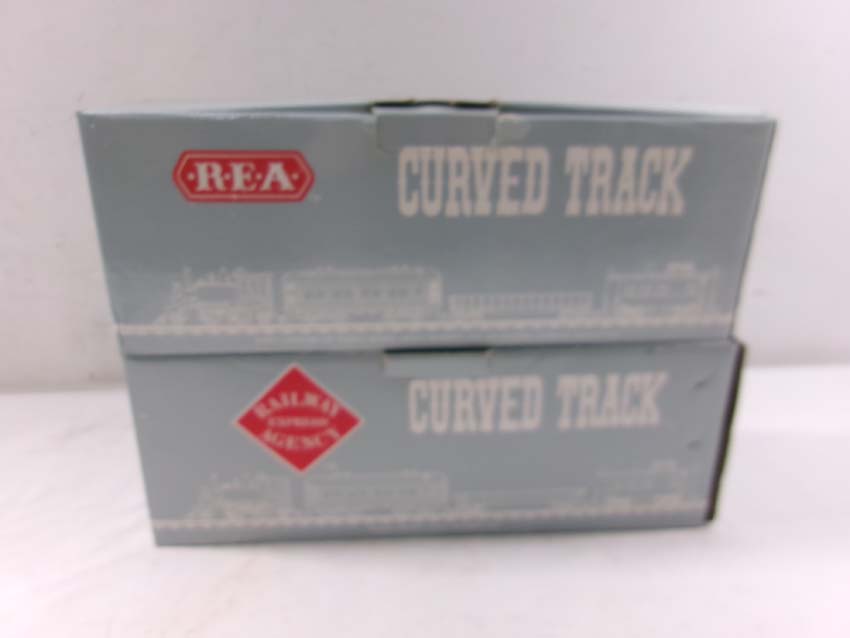 R·E·A
CURVED TRACK
RAILWAY
EXPRESS
AGENCY
CURVED TRACK